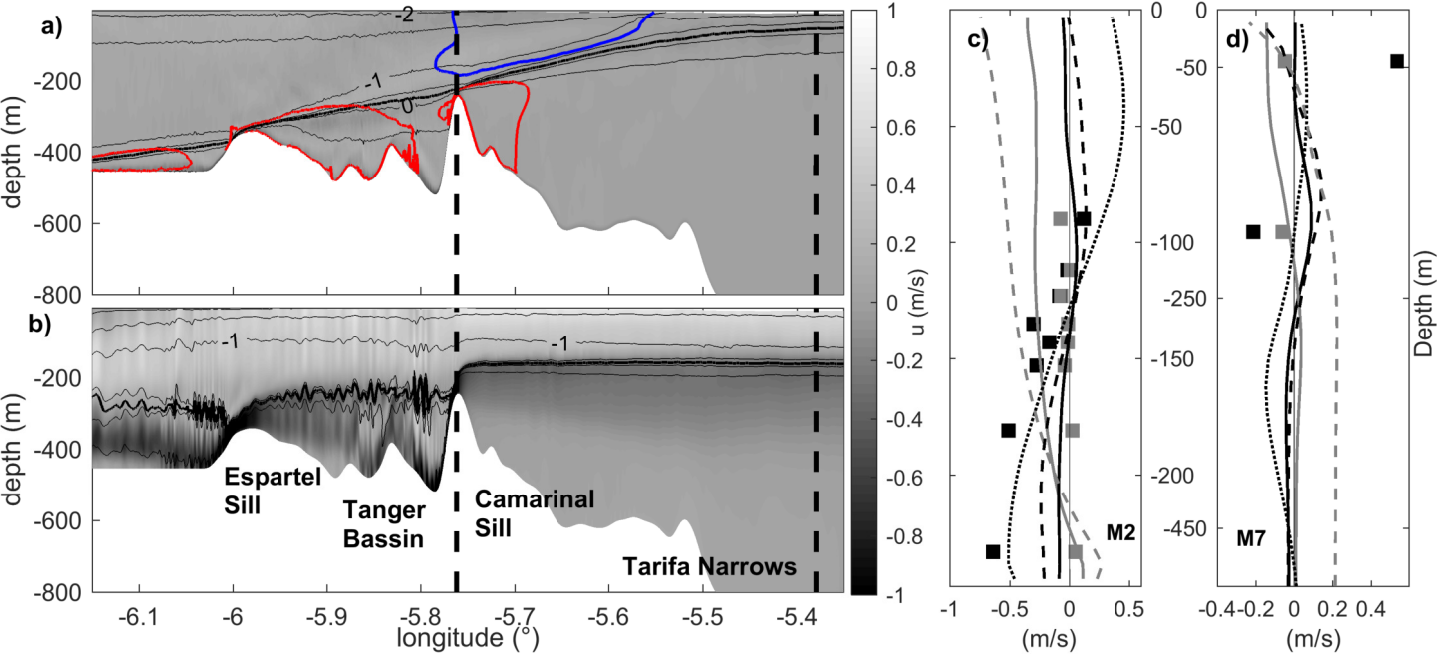 a)
-2
-1
0
-200
-400
-600
-800
depth (m)
b)
-1
-1
-200
-400
-600
-800
depth (m)
Espartel
Sill
Tanger
Bassin
Camarinal
Sill
Tarifa Narrows
-6.1
-6
-5.9
-5.8
-5.7
-5.6
-5.5
-5.4
longitude (°)
1
0.8
0.6
0.4
0.2
0
-0.2
-0.4
-0.6
-0.8
-1
u (m/s)
c)
M2
0
-50
-100
-150
-200
-1
-0.5
0
0.5
(m/s)
d)
M7
0
-50
-250
-450
-0.4
-0.2
0
0.2
0.4
(m/s)
Depth (m)